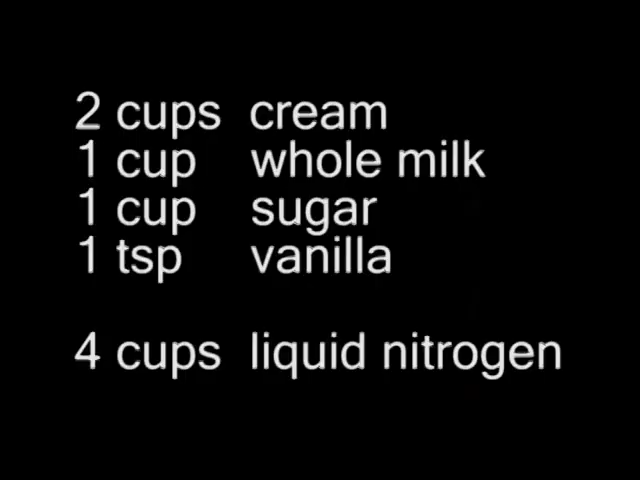 2 cups cream
1 cup whole milk
1 cup sugar
1 tsp vanilla
4 cups liquid nitrogen